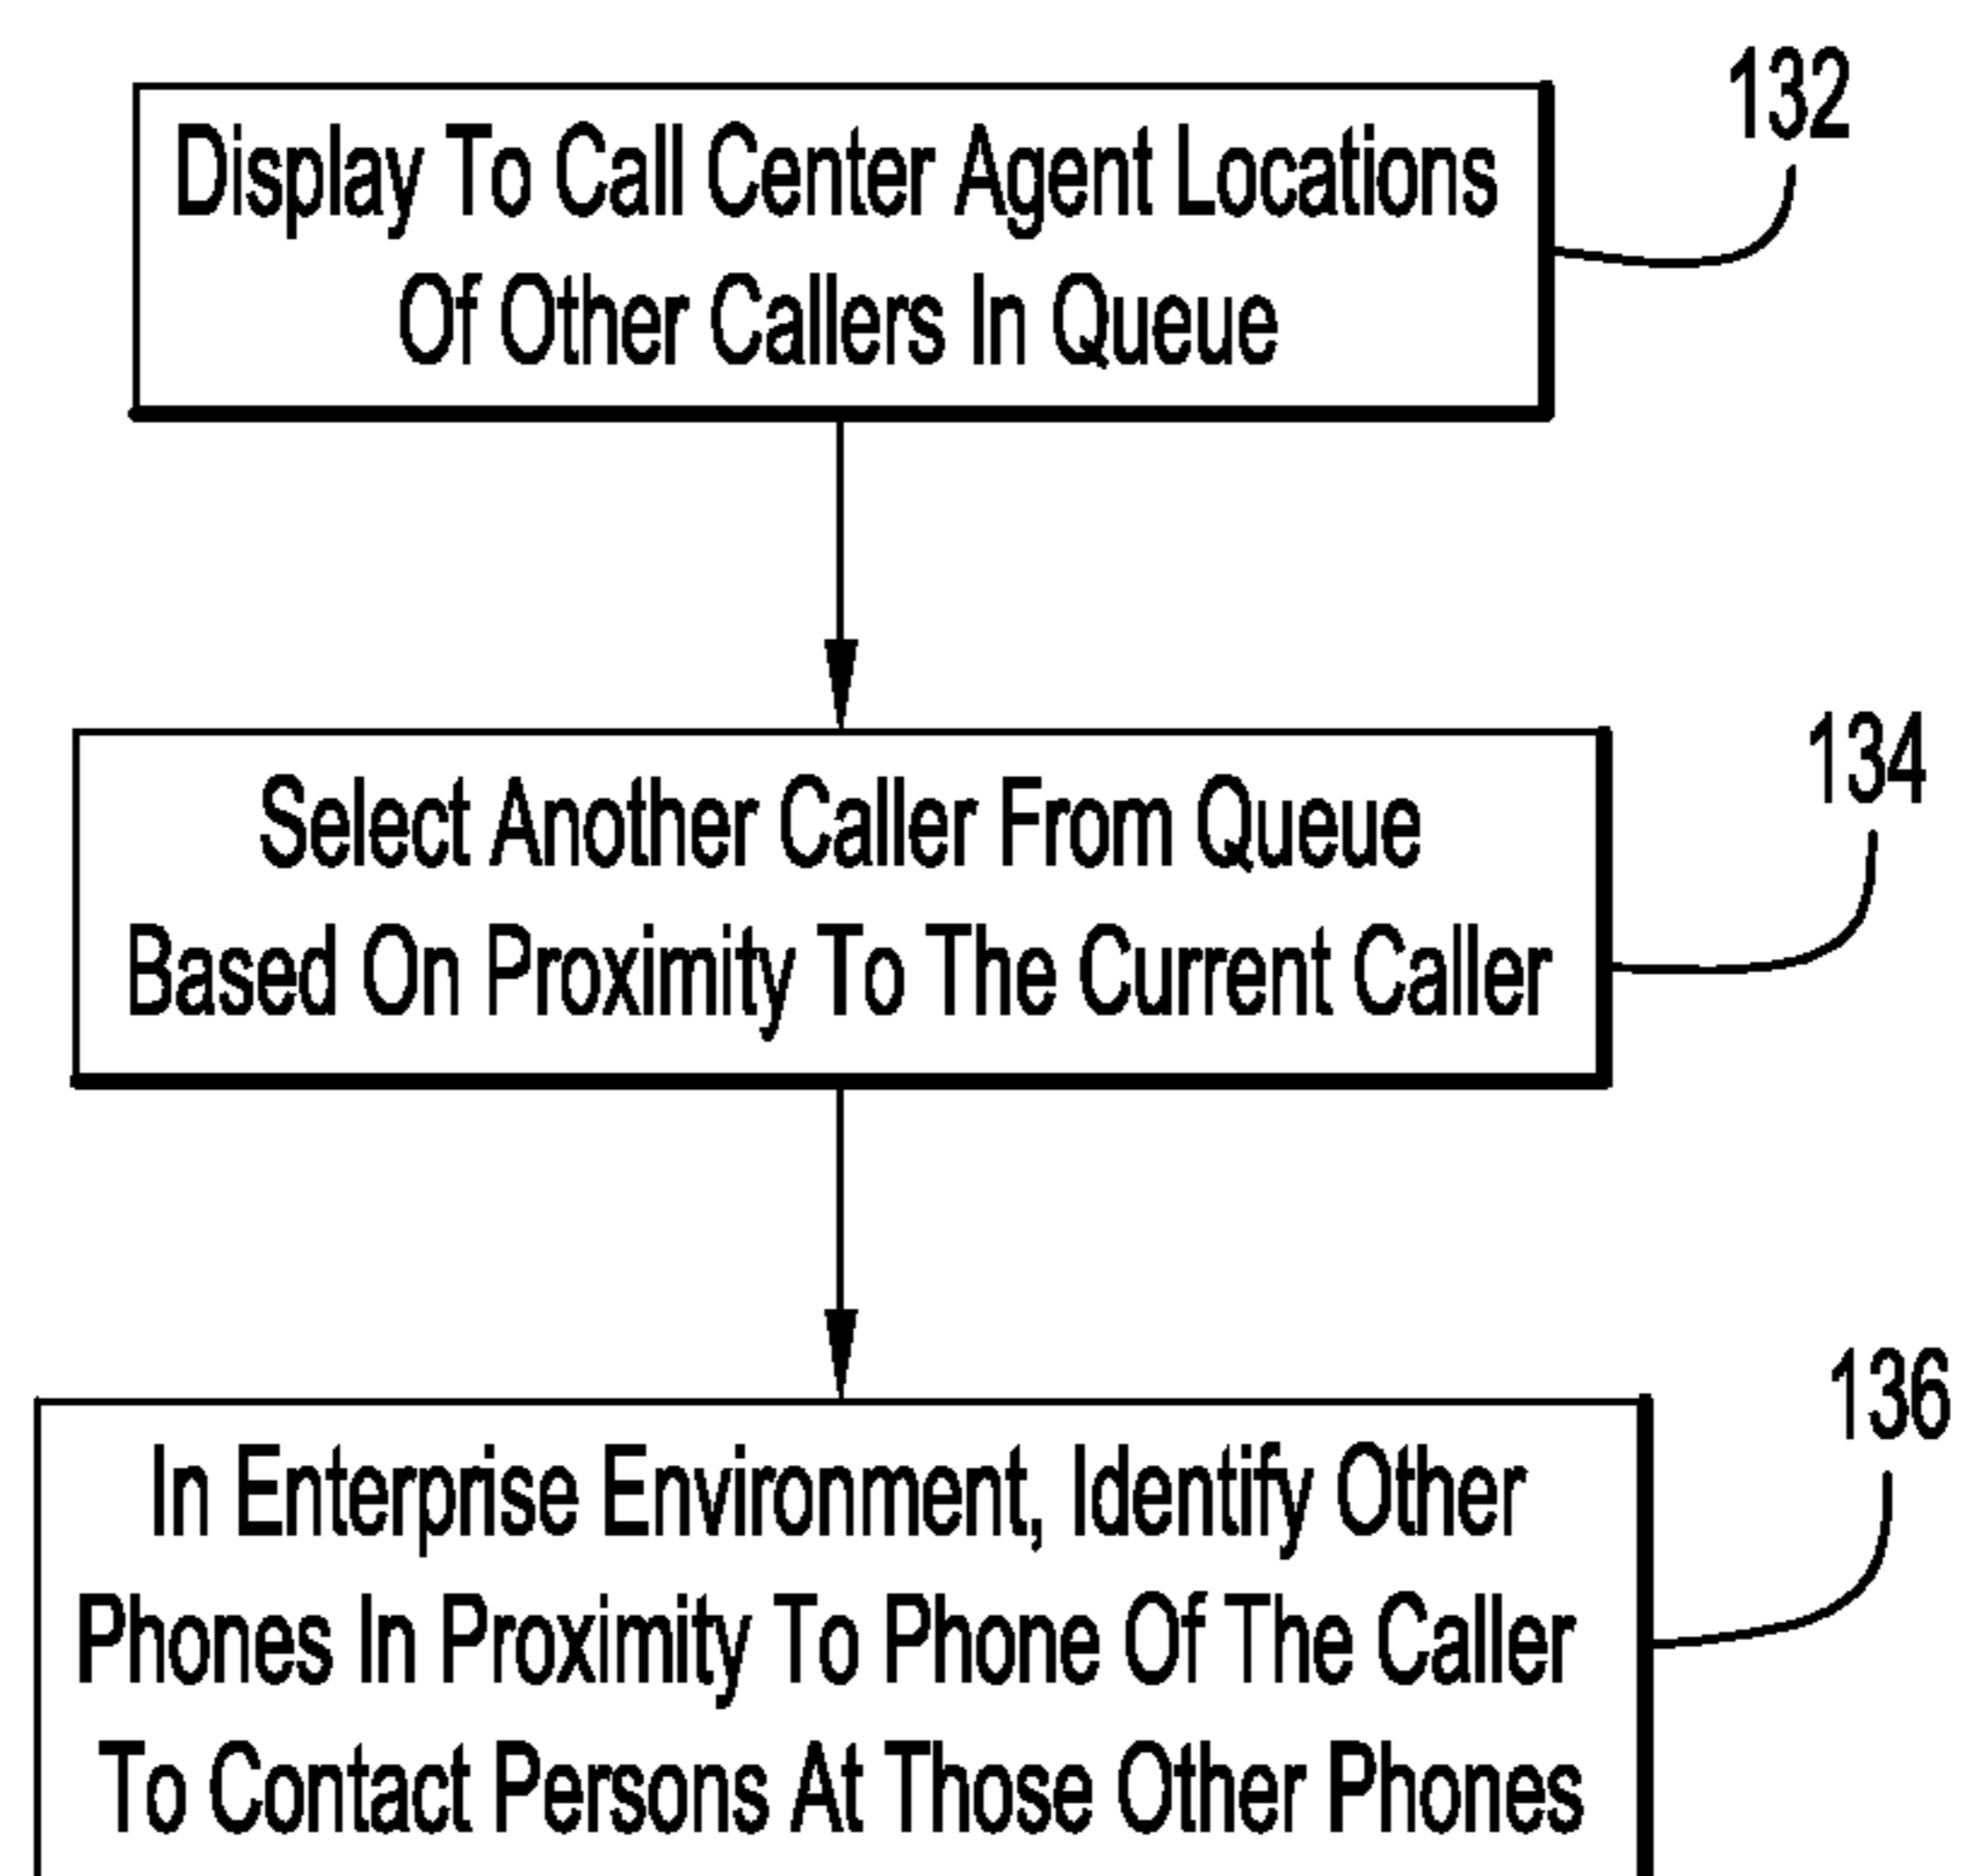 132
Display To Call Center Agent Locations
Of Other Callers In Queue
134
Select Another Caller From Queue
Based On Proximity To The Current Caller
136
In Enterprise Environment, Identify Other
Phones In Proximity To Phone Of The Caller
To Contact Persons At Those Other Phones